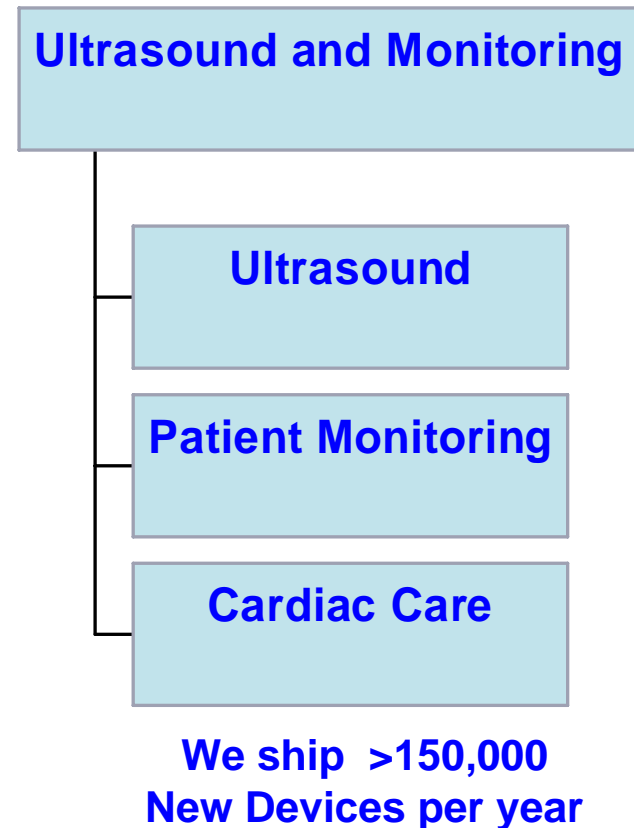 Ultrasound and Monitoring
Ultrasound
Patient Monitoring
Cardiac Care
We ship >150,000
New Devices per year